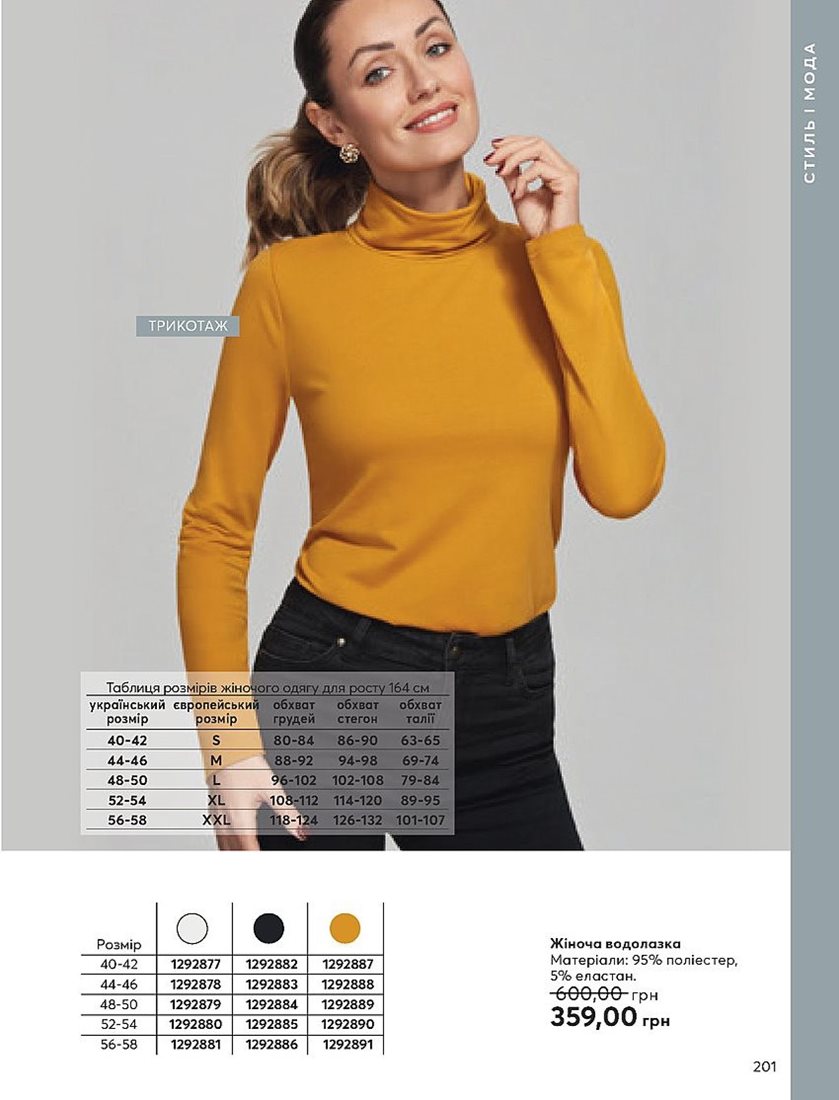 СТИЛЬ І МОДА
ТРИКОТАЖ
Таблиця розмірів жіночого одягу для росту 164 см
український розмір європейський розмір обхват грудей обхват стегон обхват талії
40-42 S 80-84 86-90 63-65
44-46 M 88-92 94-98 69-74
48-50 L 96-102 102-108 79-84
52-54 XL 108-112 114-120 89-95
56-58 XXL 118-124 126-132 101-107
Розмір
40-42 1292877 1292882 1292887
44-46 1292878 1292883 1292888
48-50 1292879 1292884 1292889
52-54 1292880 1292885 1292890
56-58 1292881 1292886 1292891
Жіноча водолазка
Матеріали: 95% поліестер,
5% еластан.
600,00 грн
359,00 грн
201